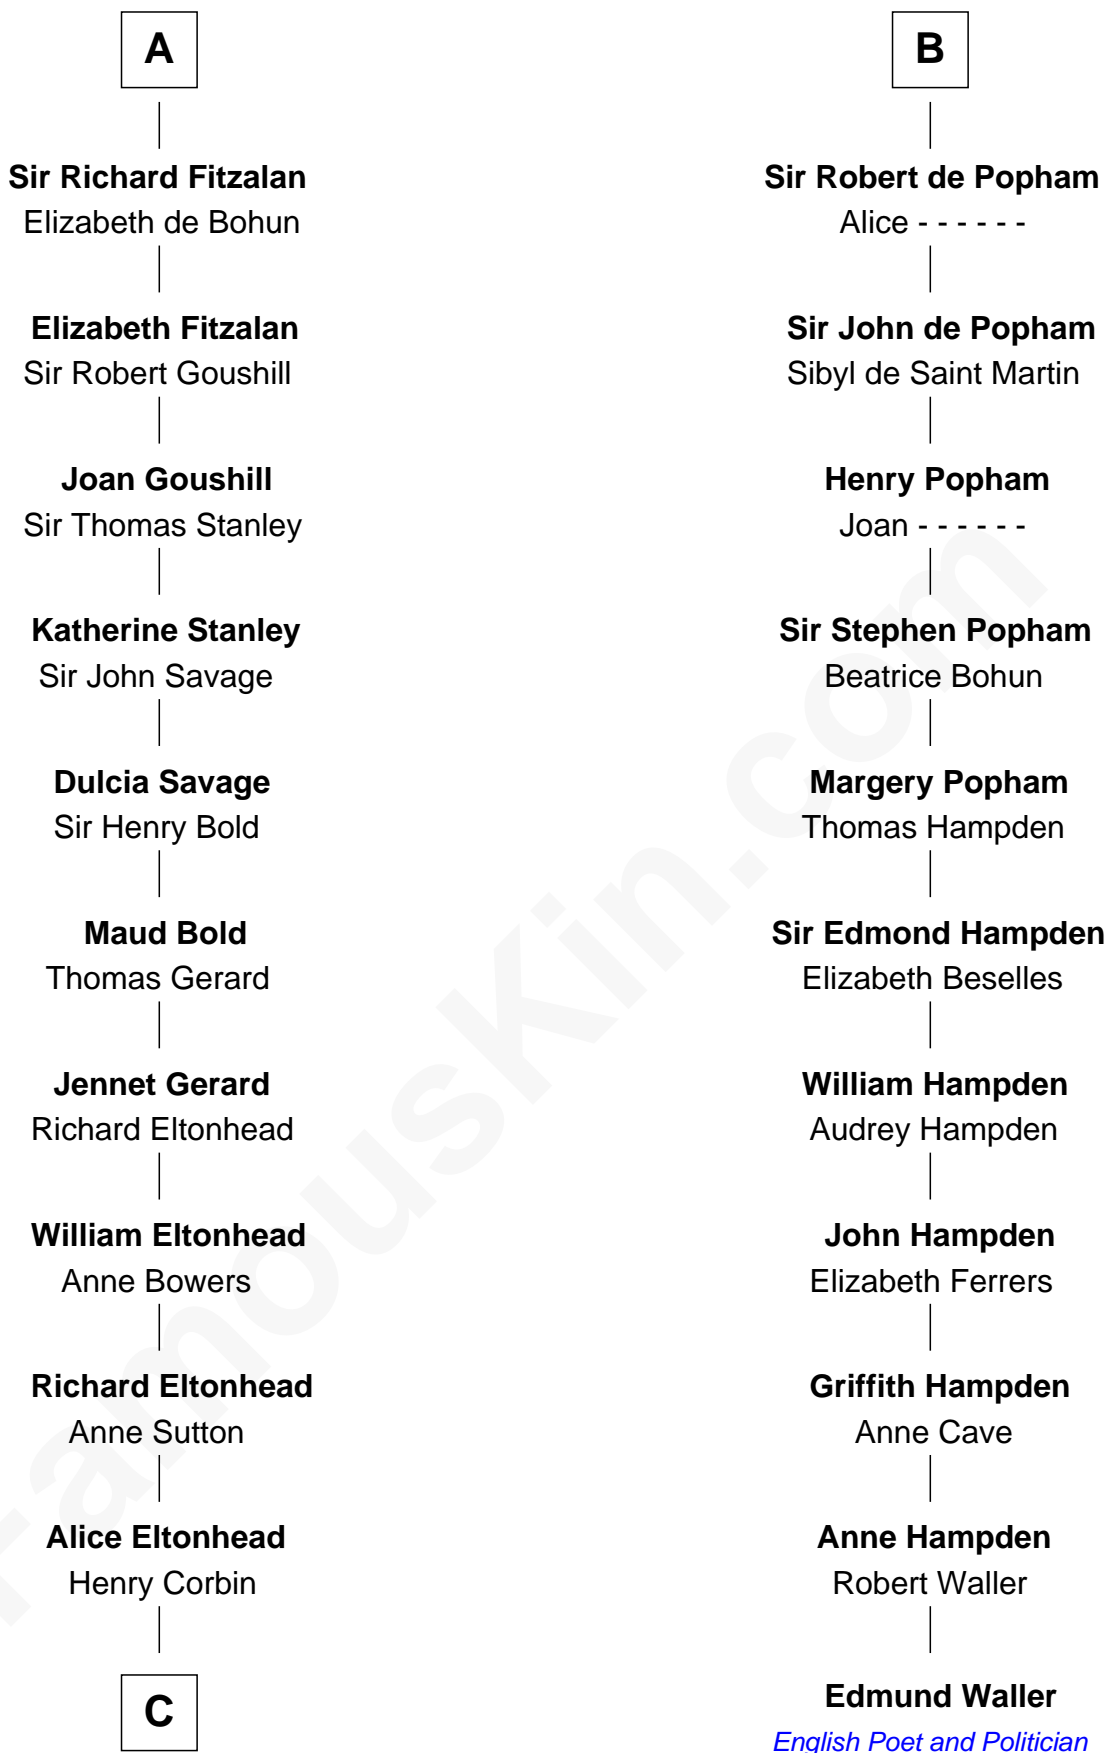 A
Sir Richard Fitzalan
Elizabeth de Bohun
Elizabeth Fitzalan
Sir Robert Goushill
Joan Goushill
Sir Thomas Stanley
Katherine Stanley
Sir John Savage
Dulcia Savage
Sir Henry Bold
Maud Bold
Thomas Gerard
Jennet Gerard
Richard Eltonhead
William Eltonhead
Anne Bowers
Richard Eltonhead
Anne Sutton
Alice Eltonhead
Henry Corbin
C
B
Sir Robert de Popham
Alice - - - - - -
Sir John de Popham
Sibyl de Saint Martin
Henry Popham
Joan - - - - - -
Sir Stephen Popham
Beatrice Bohun
Margery Popham
Thomas Hampden
Sir Edmond Hampden
Elizabeth Beselles
William Hampden
Audrey Hampden
John Hampden
Elizabeth Ferrers
Griffith Hampden
Anne Cave
Anne Hampden
Robert Waller
Edmund Waller
English Poet and Politician
FamousKin.com